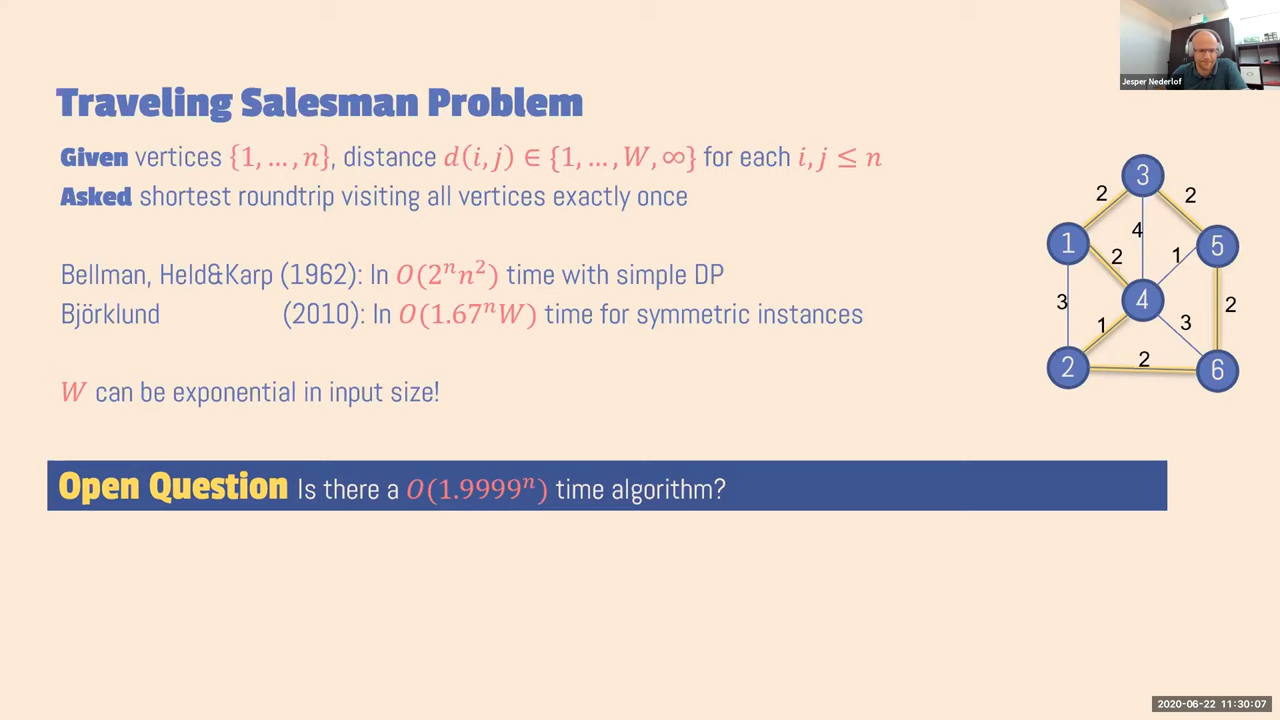 Jesper Nederlof
Traveling Salesman Problem
Given vertices {1, …, n}, distance d(i, j) ∈ {1, …, W, ∞} for each i, j ≤ n
Asked shortest roundtrip visiting all vertices exactly once
Bellman, Held&Karp (1962): In O(2ⁿn²) time with simple DP
Björklund (2010): In O(1.67ⁿW) time for symmetric instances
W can be exponential in input size!
Open Question Is there a O(1.9999ⁿ) time algorithm?
3
2
2
1
4
5
2
1
4
3
2
1
3
2
2
6
2020-06-22 11:30:07